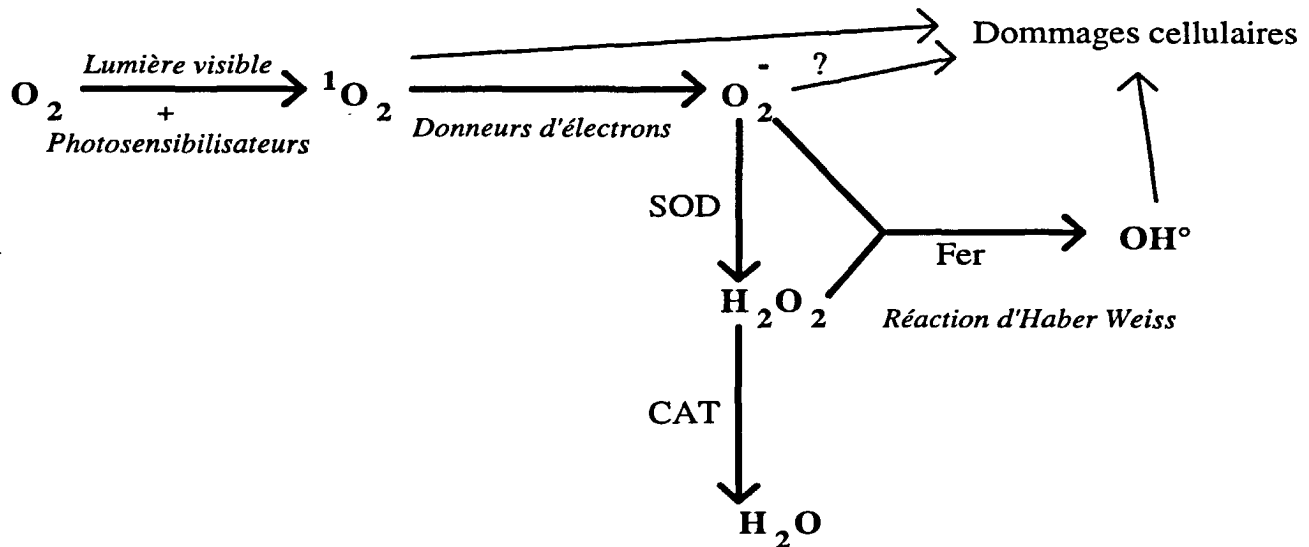 Dommages cellulaires
Lumière visible
O₂ ¹O₂ O₂⁻ ?
+
Photosensibilisateurs
Donneurs d'électrons
SOD
OH°
Fer
H₂O₂
Réaction d'Haber Weiss
CAT
H₂O